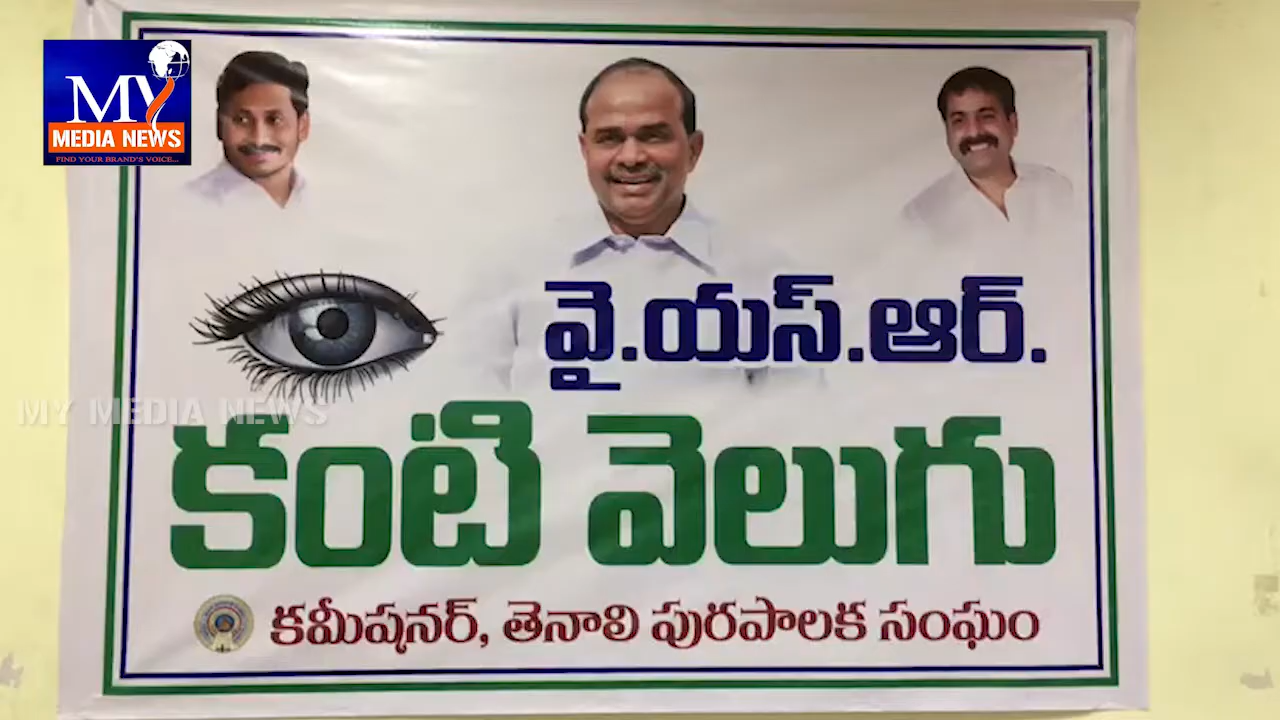 MY
MEDIA NEWS
FIND YOUR BRAND'S VOICE...
వై.యస్.ఆర్.
MY MEDIA NEWS
కంటి వెలుగు
కమీషనర్, తెనాలి పురపాలక సంఘం